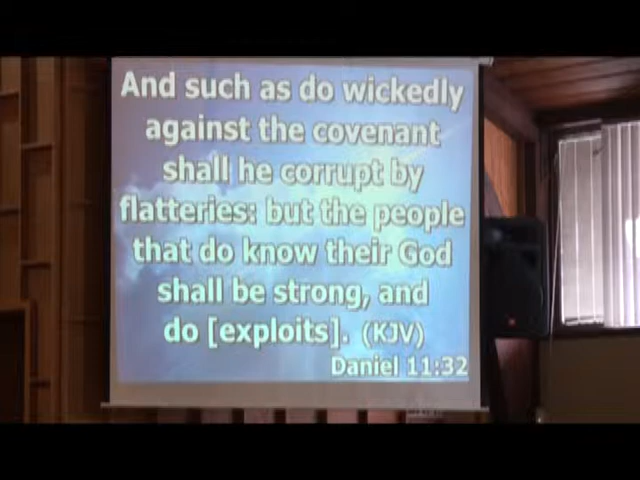 And such as do wickedly
against the covenant
shall he corrupt by
flatteries: but the people
that do know their God
shall be strong, and
do [exploits]. (KJV)
Daniel 11:32